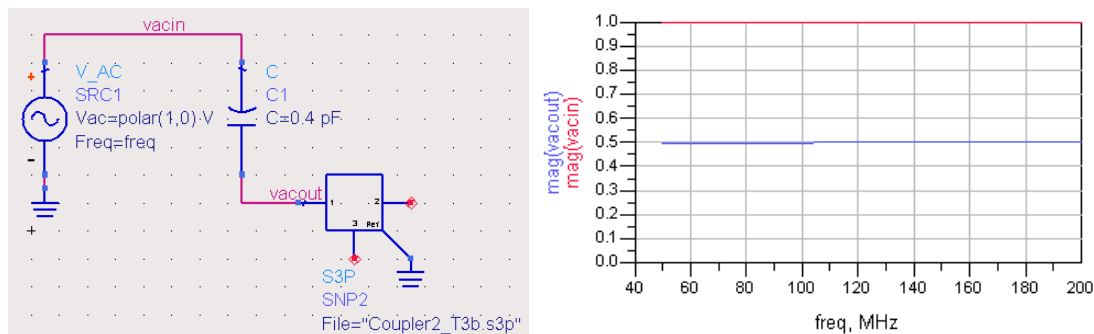 vacin
+
V_AC
SRC1
Vac=polar(1,0) V
Freq=freq
-
+
C
C1
C=0.4 pF
vacout
1
2
3
Ref
S3P
SNP2
File="Coupler2_T3b.s3p"
mag(vacout)
mag(vacin)
1.0
0.9
0.8
0.7
0.6
0.5
0.4
0.3
0.2
0.1
0.0
40 60 80 100 120 140 160 180 200
freq, MHz